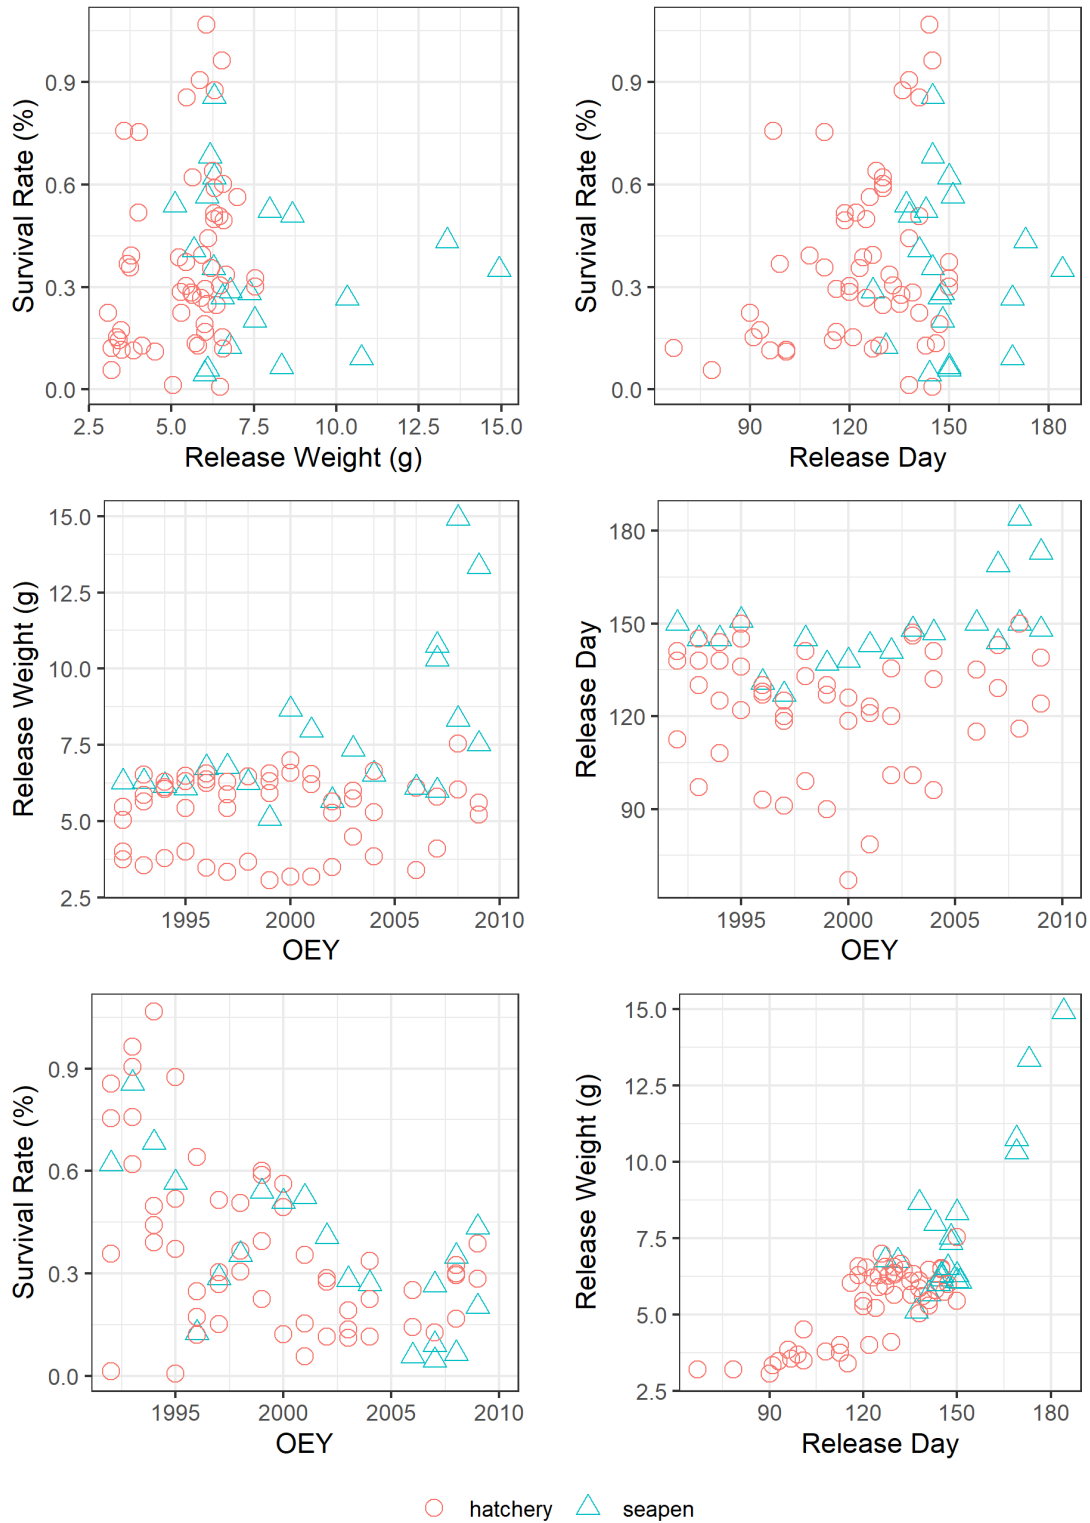 Survival Rate (%)
0.9
0.6
0.3
0.0
2.5 5.0 7.5 10.0 12.5 15.0
Release Weight (g)
Survival Rate (%)
0.9
0.6
0.3
0.0
90 120 150 180
Release Day
Release Weight (g)
15.0
12.5
10.0
7.5
5.0
2.5
1995 2000 2005 2010
OEY
Release Day
180
150
120
90
1995 2000 2005 2010
OEY
Survival Rate (%)
0.9
0.6
0.3
0.0
1995 2000 2005 2010
OEY
Release Weight (g)
15.0
12.5
10.0
7.5
5.0
2.5
90 120 150 180
Release Day
hatchery seapen